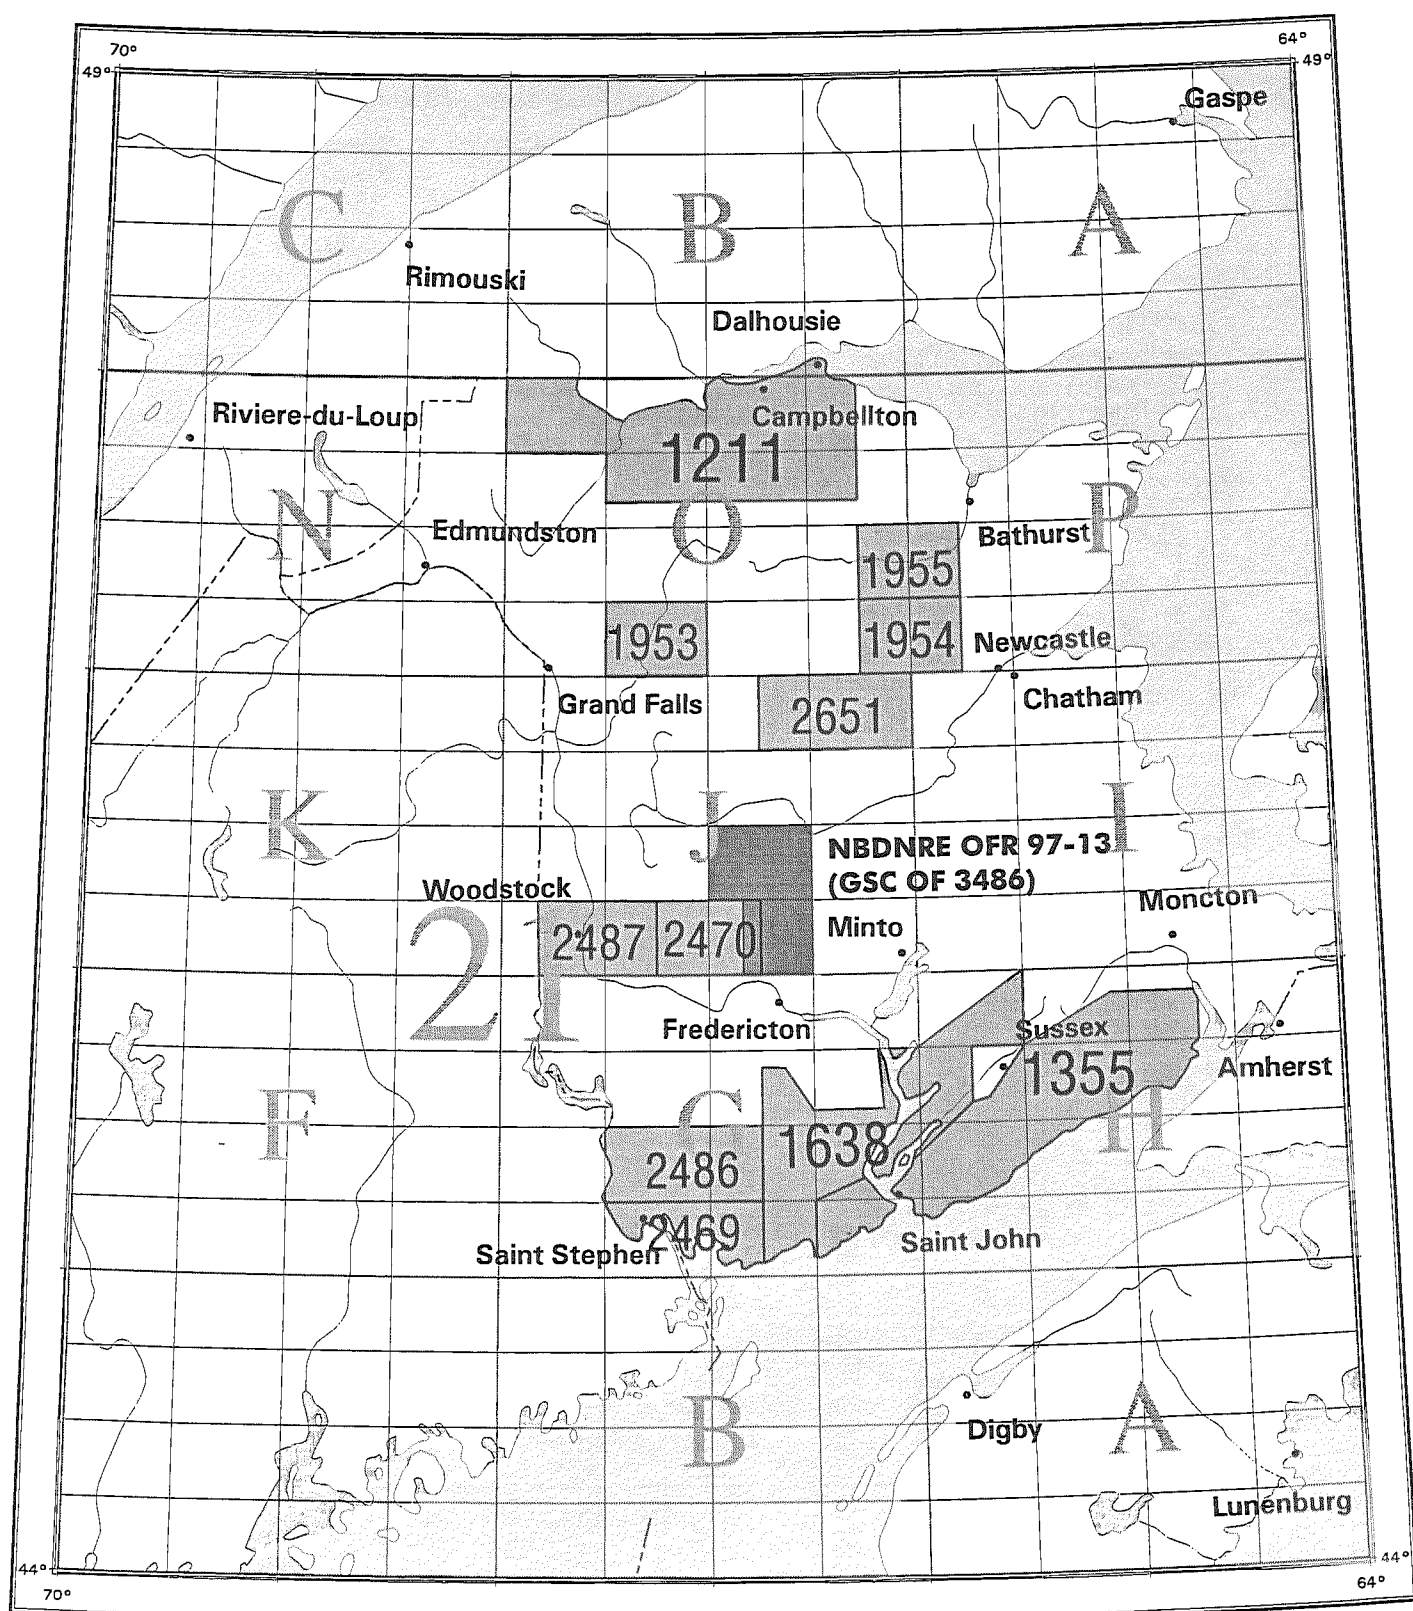 70°
64°
49°
49°
Gaspe
C
B
A
Rimouski
Dalhousie
Riviere-du-Loup
Campbellton
1211
N
O
P
Edmundston
Bathurst
1955
1953
1954
Newcastle
Grand Falls
2651
Chatham
K
J
I
NBDNRE OFR 97-13
(GSC OF 3486)
Woodstock
Moncton
21
2487
2470
Minto
Fredericton
Sussex
1355
Amherst
F
G
H
1638
2486
2469
Saint Stephen
Saint John
B
A
Digby
Lunenburg
44°
44°
70°
64°